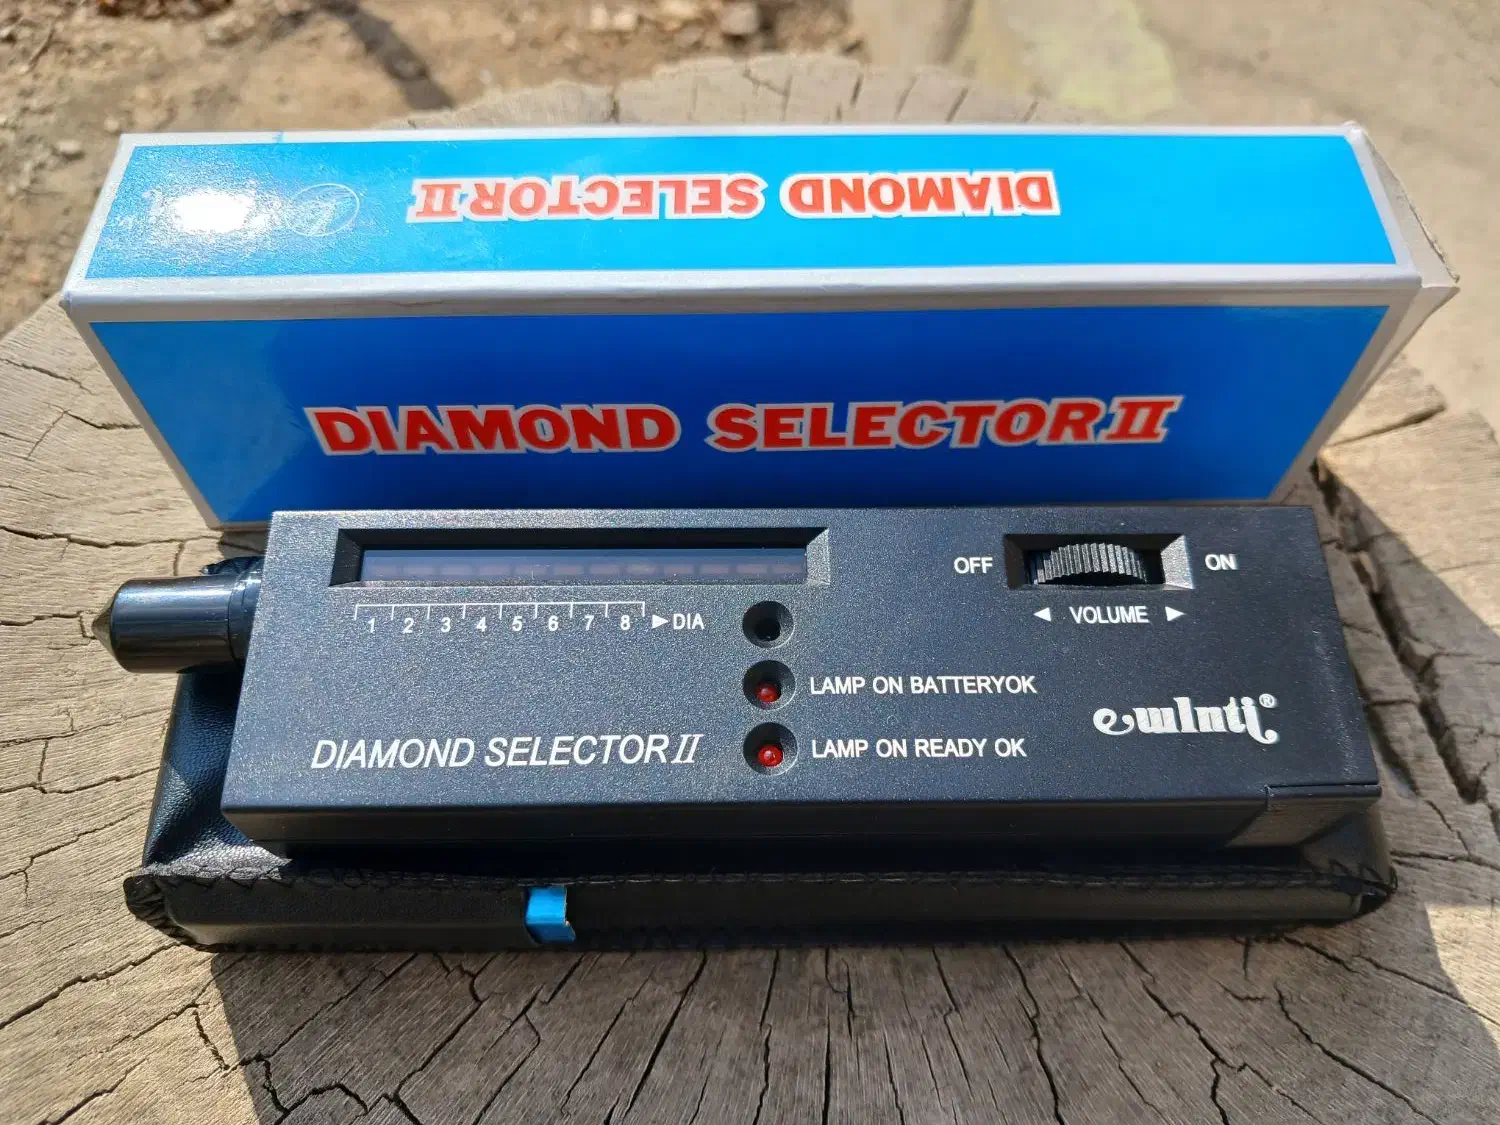 DIAMOND SELECTOR II
DIAMOND SELECTOR II
OFF ON
◄ VOLUME ►
1 2 3 4 5 6 7 8 ►DIA
LAMP ON BATTERYOK
LAMP ON READY OK
DIAMOND SELECTOR II